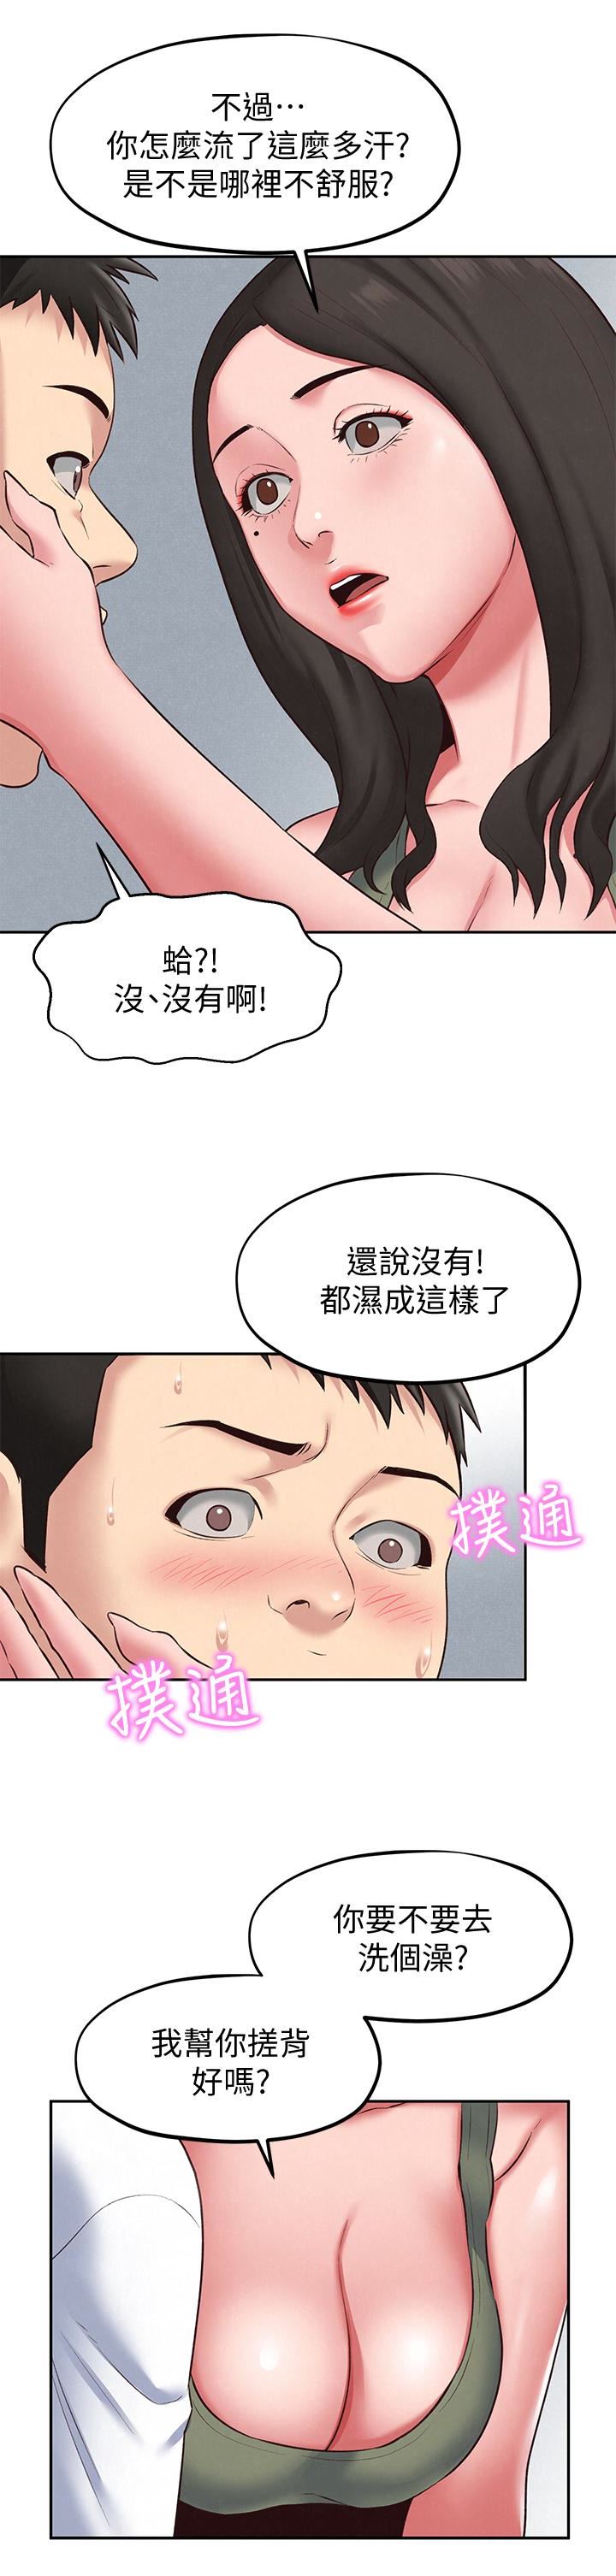 不過⋯
你怎麼流了這麼多汗?
是不是哪裡不舒服?
蛤?!
沒、沒有啊!
還說沒有!
都濕成這樣了
撲通
撲通
你要不要去
洗個澡?
我幫你搓背
好嗎?